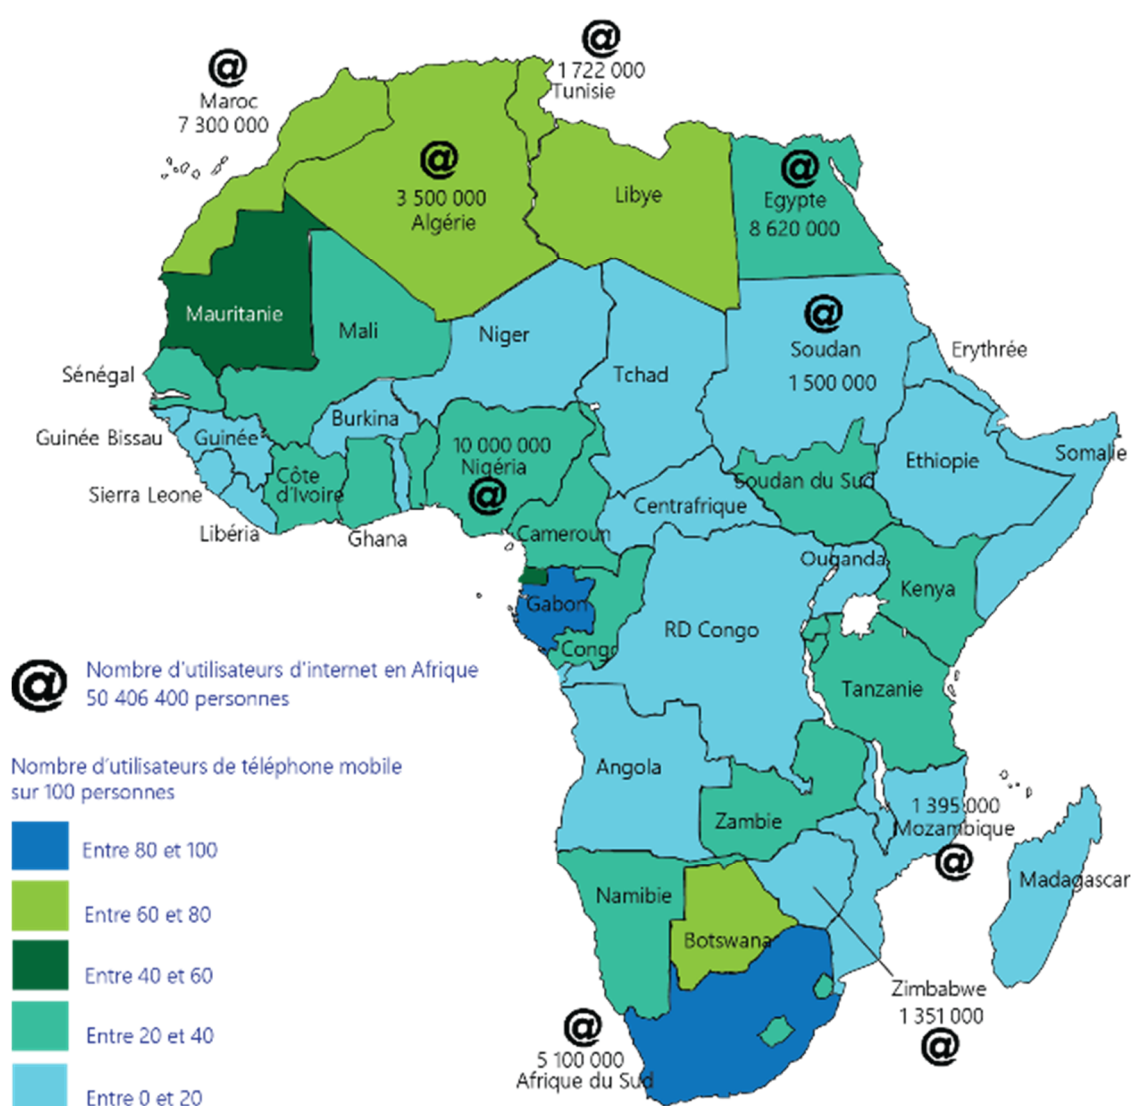 @
1 722 000
Tunisie
@
Maroc
7 300 000
@
3 500 000
Algérie
Libye
@
Egypte
8 620 000
Mauritanie
Mali
Niger
Tchad
@
Soudan
1 500 000
Erythrée
Sénégal
Burkina
Guinée Bissau
Guinée
10 000 000
Nigéria
@
Ethiopie
Somalie
Côte
d'Ivoire
Soudan du Sud
Sierra Leone
Centrafrique
Libéria
Ghana
Cameroun
Ouganda
Kenya
Gabon
RD Congo
Congo
Tanzanie
@
Nombre d'utilisateurs d'internet en Afrique
50 406 400 personnes
Angola
Nombre d'utilisateurs de téléphone mobile
sur 100 personnes
Zambie
1 395 000
Mozambique
@
Madagascar
Entre 80 et 100
Namibie
Entre 60 et 80
Botswana
Entre 40 et 60
Zimbabwe
1 351 000
@
@
5 100 000
Afrique du Sud
Entre 20 et 40
Entre 0 et 20